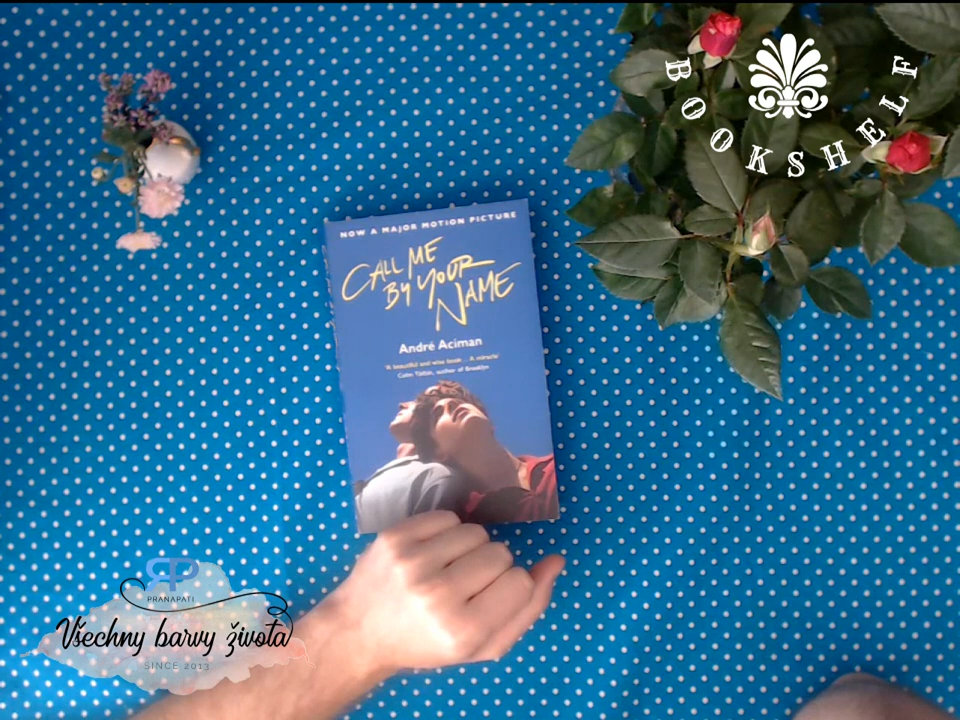 BOOKSHELF
NOW A MAJOR MOTION PICTURE
CALL ME
BY YOUR
NAME
André Aciman
'A beautiful and wise book... A miracle'
Colm Tóibín, author of Brooklyn
RP
PRANAPATI
Všechny barvy života
SINCE 2013